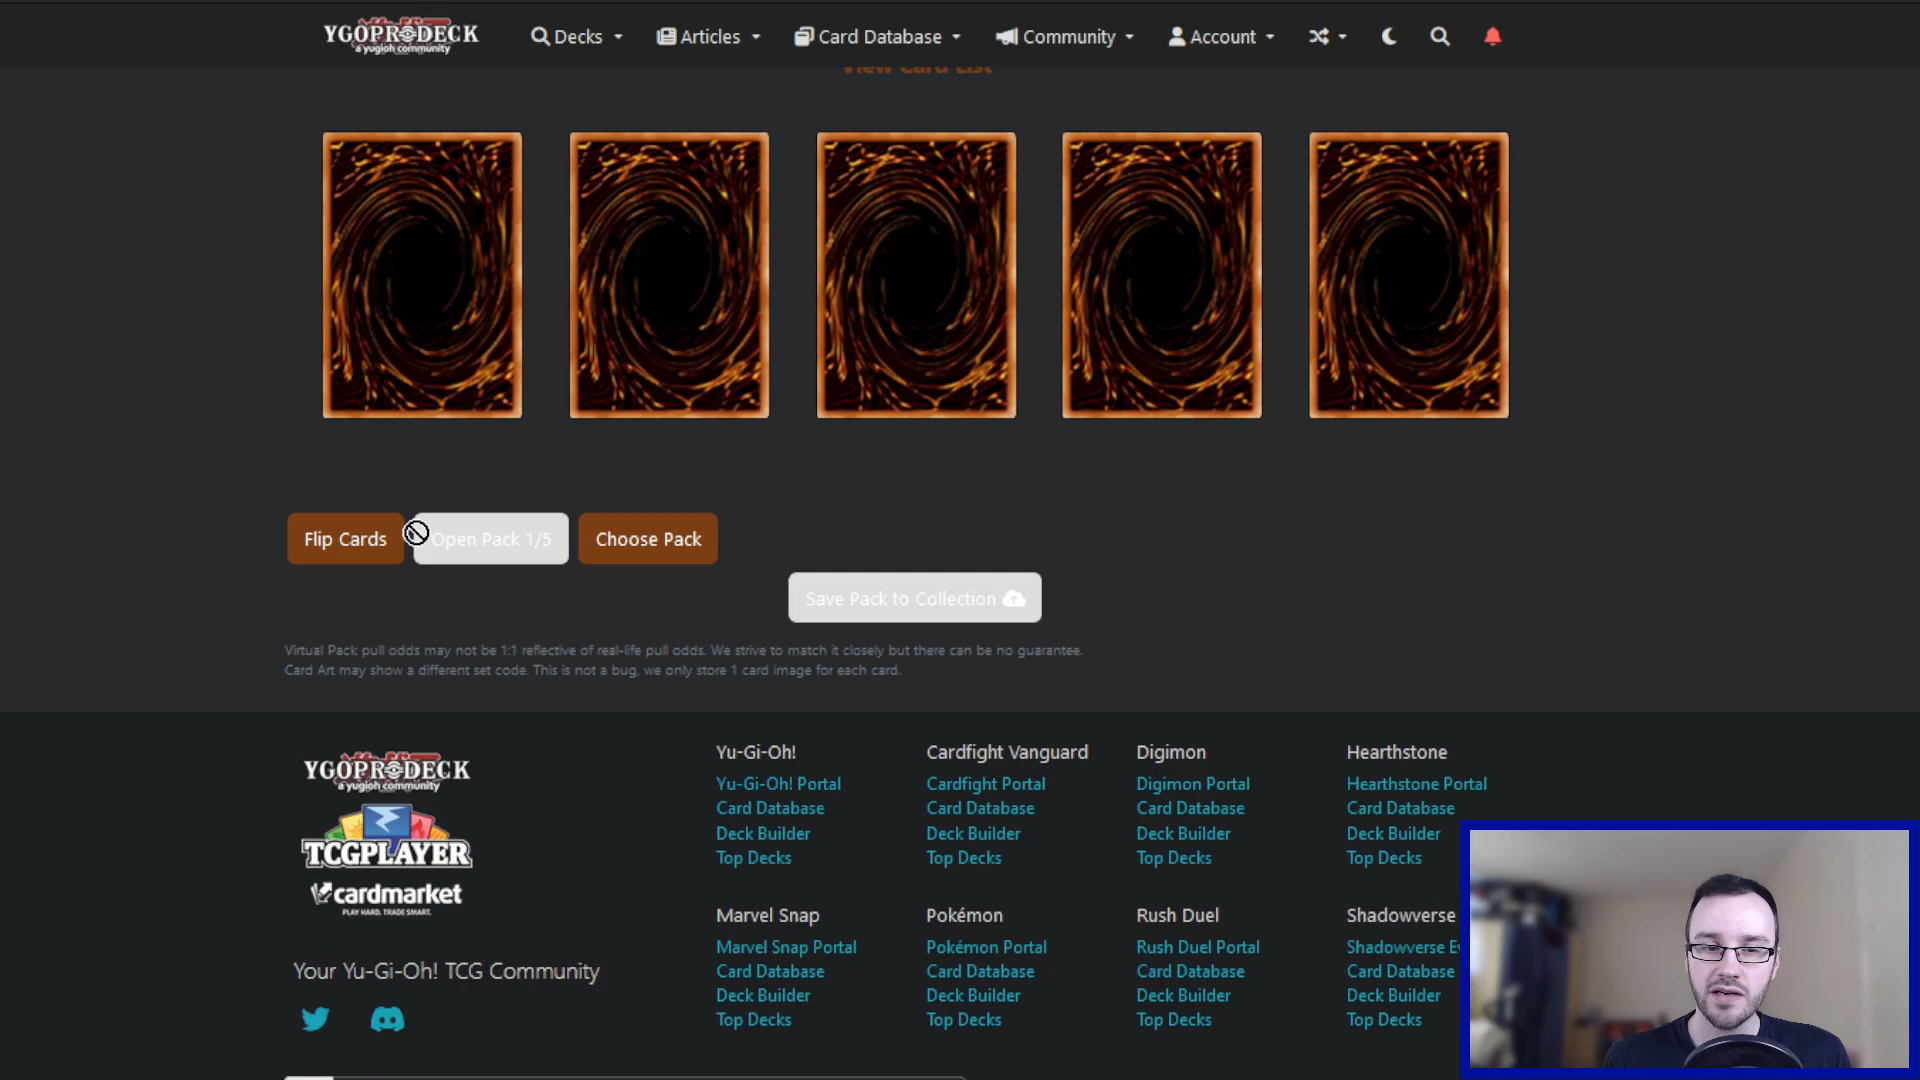 YGOPRODECK
a yugioh community
Decks
Articles
Card Database
Community
Account
View Card List
Flip Cards
Open Pack 1/5
Choose Pack
Save Pack to Collection
Virtual Pack pull odds may not be 1:1 reflective of real-life pull odds. We strive to match it closely but there can be no guarantee.
Card Art may show a different set code. This is not a bug, we only store 1 card image for each card.
YGOPRODECK
a yugioh community
TCGPLAYER
cardmarket
PLAY HARD. TRADE SMART.
Your Yu-Gi-Oh! TCG Community
Yu-Gi-Oh!
Yu-Gi-Oh! Portal
Card Database
Deck Builder
Top Decks
Cardfight Vanguard
Cardfight Portal
Card Database
Deck Builder
Top Decks
Digimon
Digimon Portal
Card Database
Deck Builder
Top Decks
Hearthstone
Hearthstone Portal
Card Database
Deck Builder
Top Decks
Marvel Snap
Marvel Snap Portal
Card Database
Deck Builder
Top Decks
Pokémon
Pokémon Portal
Card Database
Deck Builder
Top Decks
Rush Duel
Rush Duel Portal
Card Database
Deck Builder
Top Decks
Shadowverse
Shadowverse
Card Database
Deck Builder
Top Decks